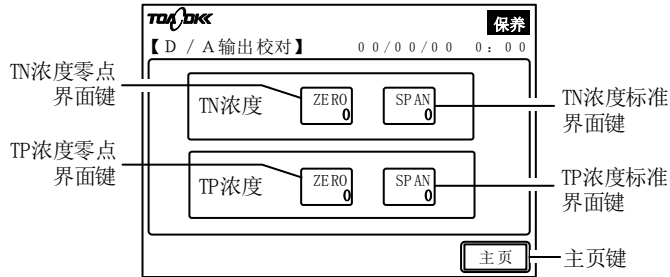 TOADKK
保养
【D/A输出校对】 00/00/00 0:00
TN浓度零点
界面键
TN浓度
ZERO
0
SPAN
0
TN浓度标准
界面键
TP浓度零点
界面键
TP浓度
ZERO
0
SPAN
0
TP浓度标准
界面键
主页
主页键